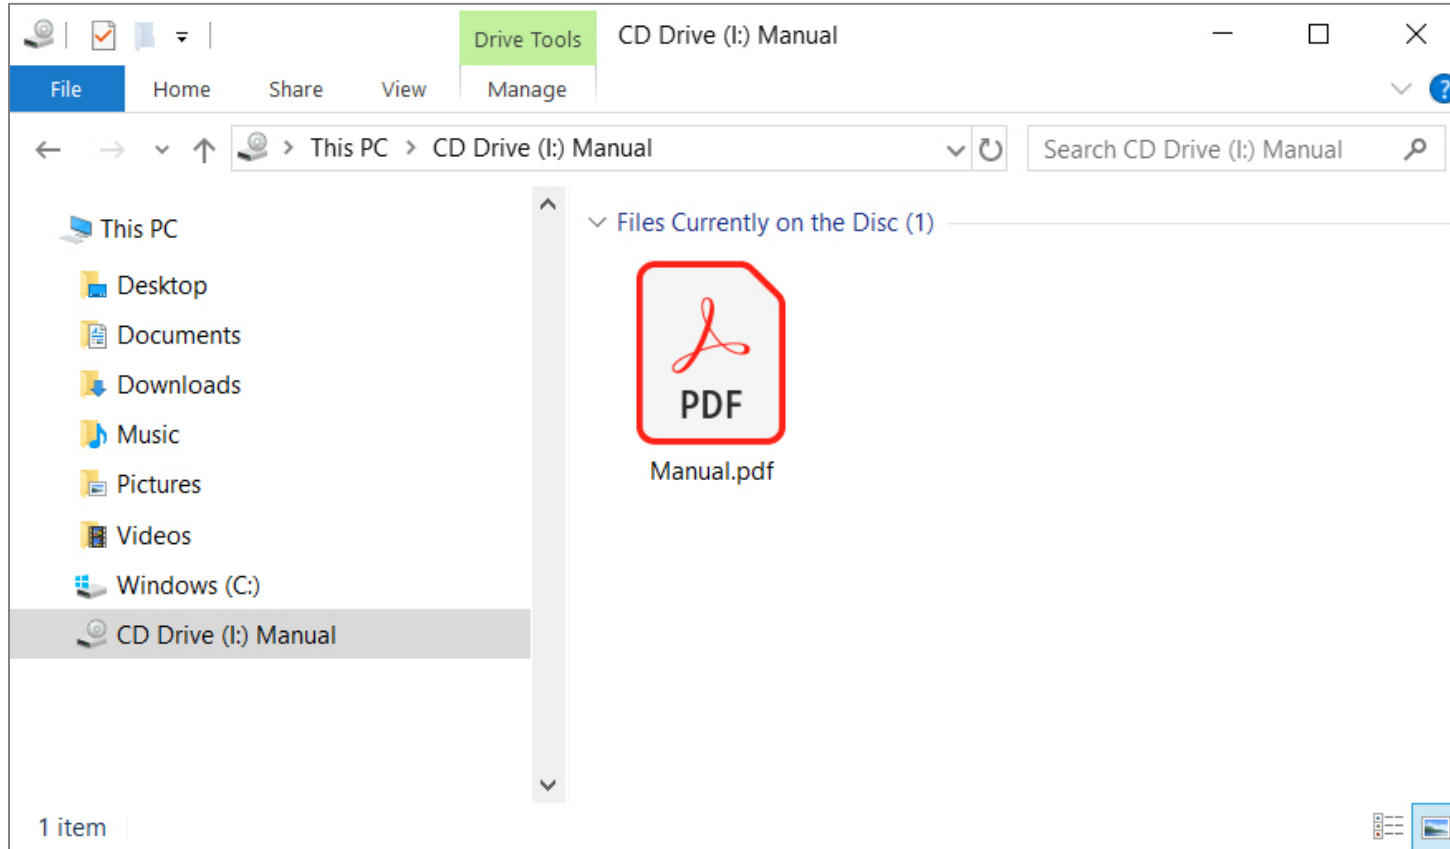 Drive Tools CD Drive (I:) Manual
File Home Share View Manage
?
This PC > CD Drive (I:) Manual
Search CD Drive (I:) Manual
This PC
Desktop
Documents
Downloads
Music
Pictures
Videos
Windows (C:)
CD Drive (I:) Manual
Files Currently on the Disc (1)
PDF
Manual.pdf
1 item